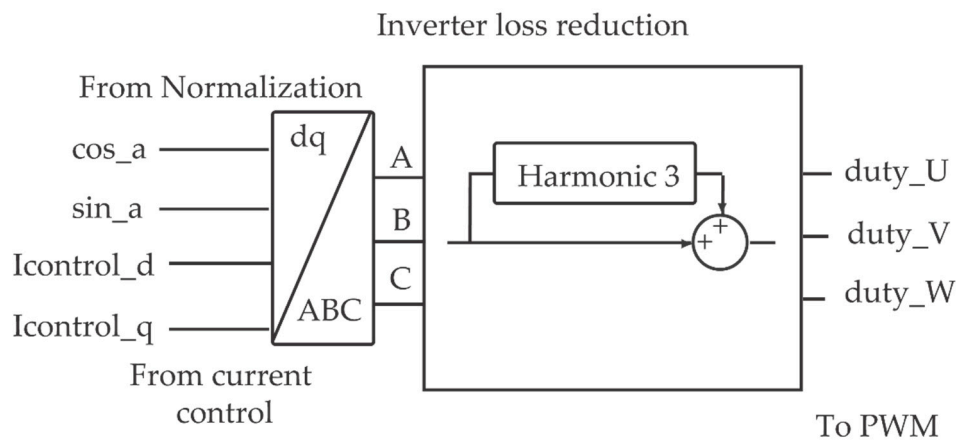 Inverter loss reduction
From Normalization
cos_a
sin_a
Icontrol_d
Icontrol_q
dq
ABC
From current
control
A
B
C
Harmonic 3
+
+
duty_U
duty_V
duty_W
To PWM